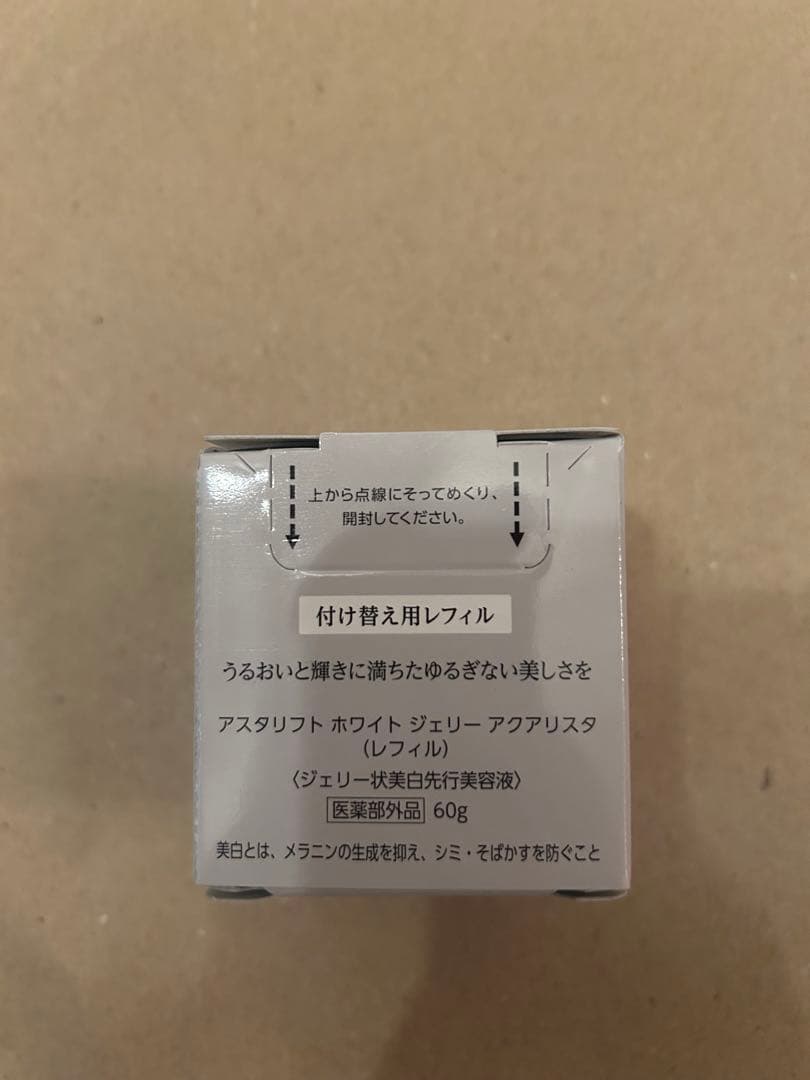 上から点線にそってめくり、
開封してください。
付け替え用レフィル
うるおいと輝きに満ちたゆるぎない美しさを
アスタリフト ホワイト ジェリー アクアリスタ
(レフィル)
〈ジェリー状美白先行美容液〉
医薬部外品 60g
美白とは、メラニンの生成を抑え、シミ・そばかすを防ぐこと